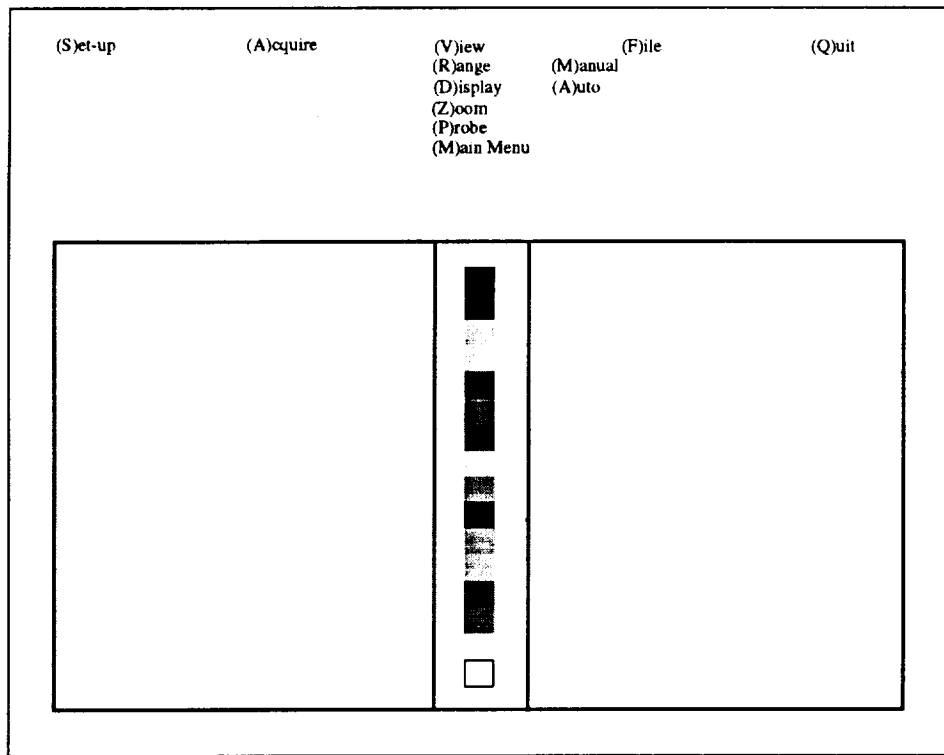 (S)et-up (A)cquire (V)iew (F)ile (Q)uit
(R)ange (M)anual
(D)isplay (A)uto
(Z)oom
(P)robe
(M)ain Menu